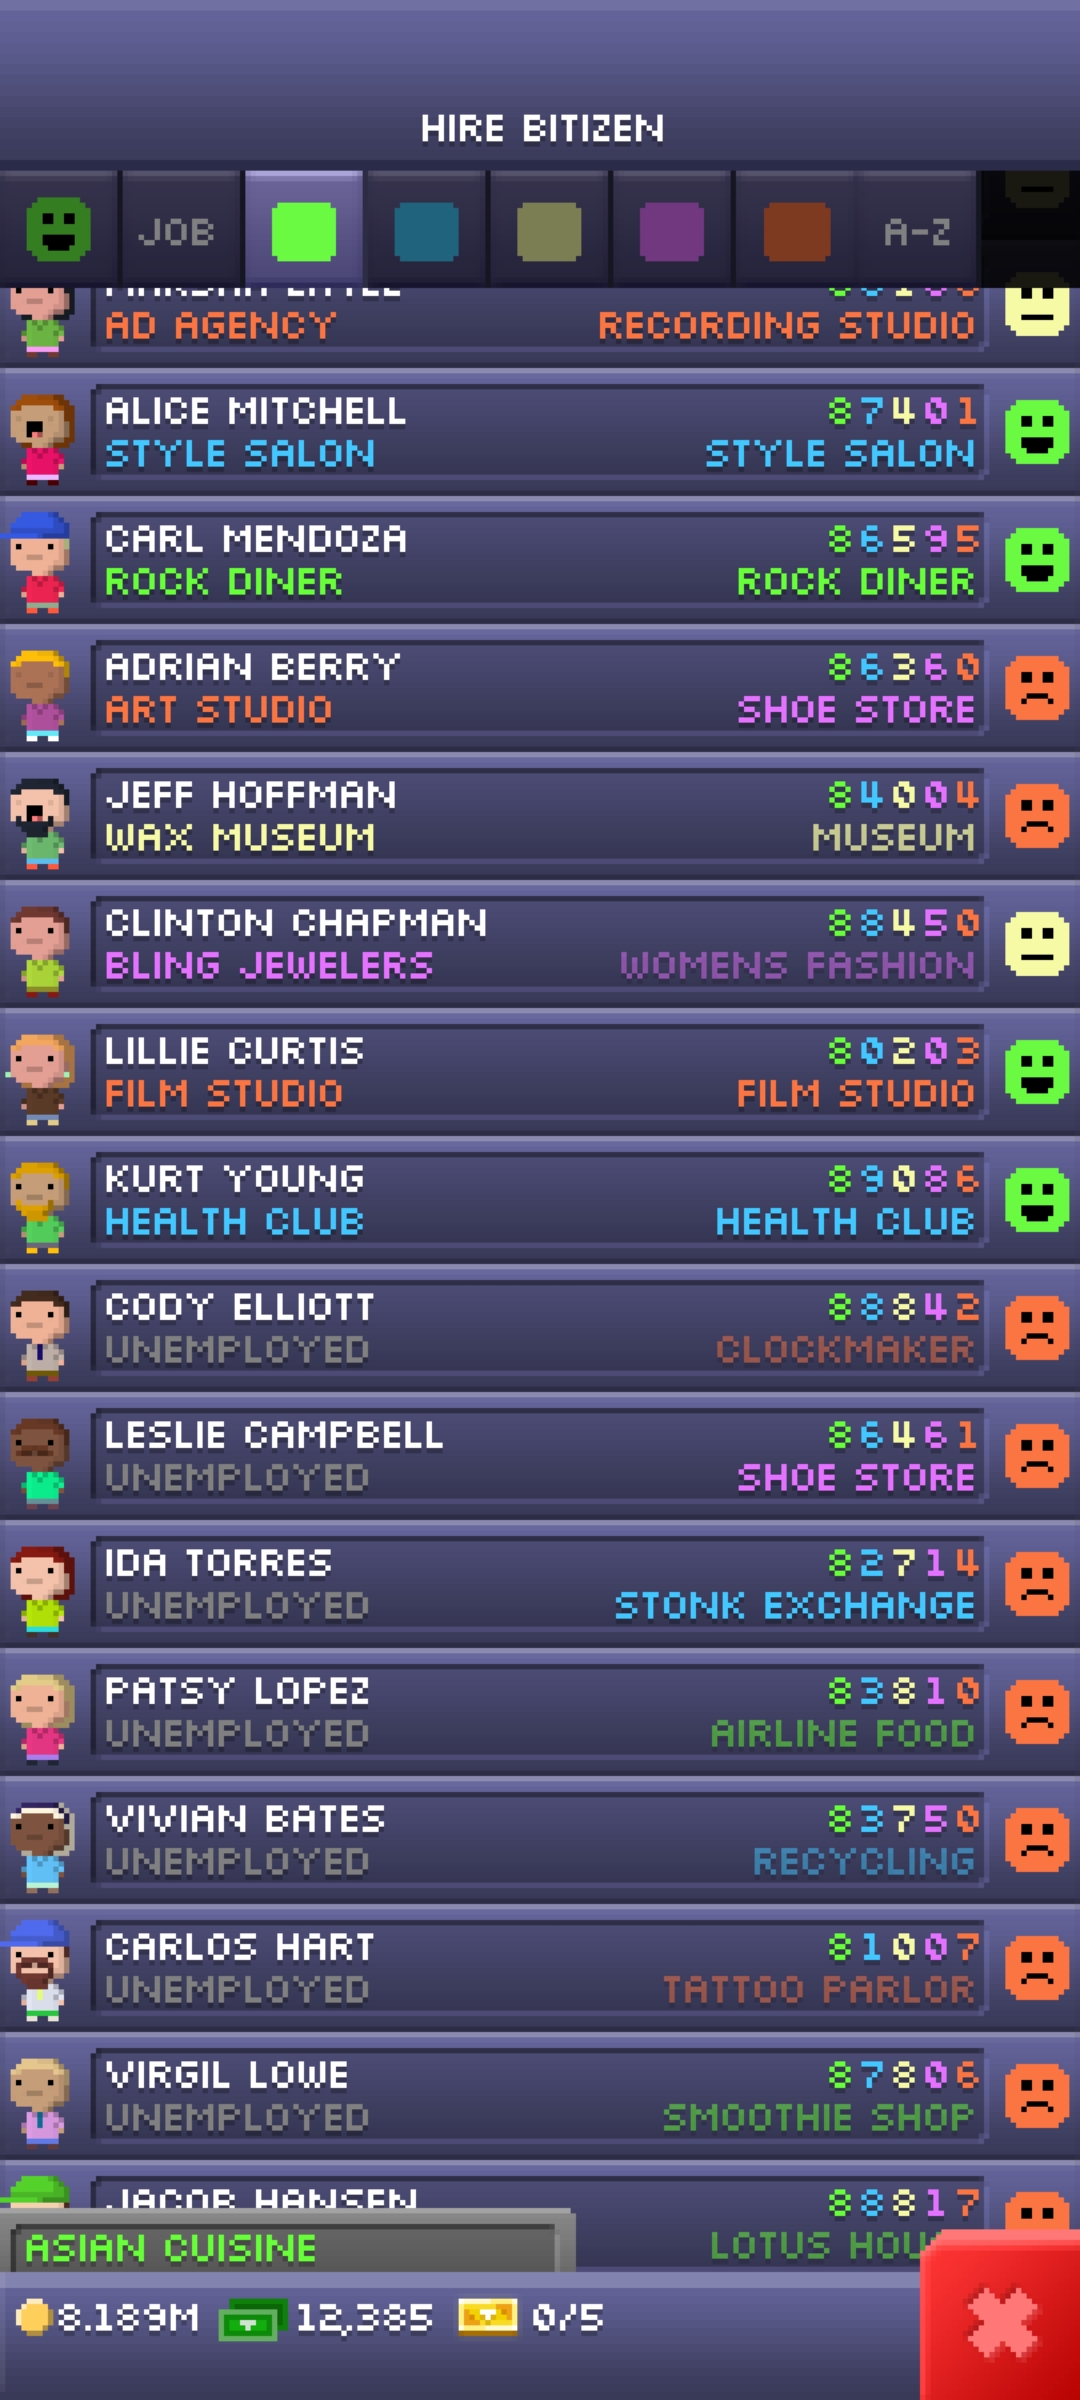 HIRE BITIZEN
JOB A-Z
AD AGENCY RECORDING STUDIO
ALICE MITCHELL 87401
STYLE SALON STYLE SALON
CARL MENDOZA 86595
ROCK DINER ROCK DINER
ADRIAN BERRY 86360
ART STUDIO SHOE STORE
JEFF HOFFMAN 84004
WAX MUSEUM MUSEUM
CLINTON CHAPMAN 88450
BLING JEWELERS WOMENS FASHION
LILLIE CURTIS 80203
FILM STUDIO FILM STUDIO
KURT YOUNG 89086
HEALTH CLUB HEALTH CLUB
CODY ELLIOTT 88842
UNEMPLOYED CLOCKMAKER
LESLIE CAMPBELL 86461
UNEMPLOYED SHOE STORE
IDA TORRES 82714
UNEMPLOYED STONK EXCHANGE
PATSY LOPEZ 83810
UNEMPLOYED AIRLINE FOOD
VIVIAN BATES 83750
UNEMPLOYED RECYCLING
CARLOS HART 81007
UNEMPLOYED TATTOO PARLOR
VIRGIL LOWE 87806
UNEMPLOYED SMOOTHIE SHOP
JACOB HANSEN 88817
ASIAN CUISINE LOTUS
8.189M 12,385 0/5